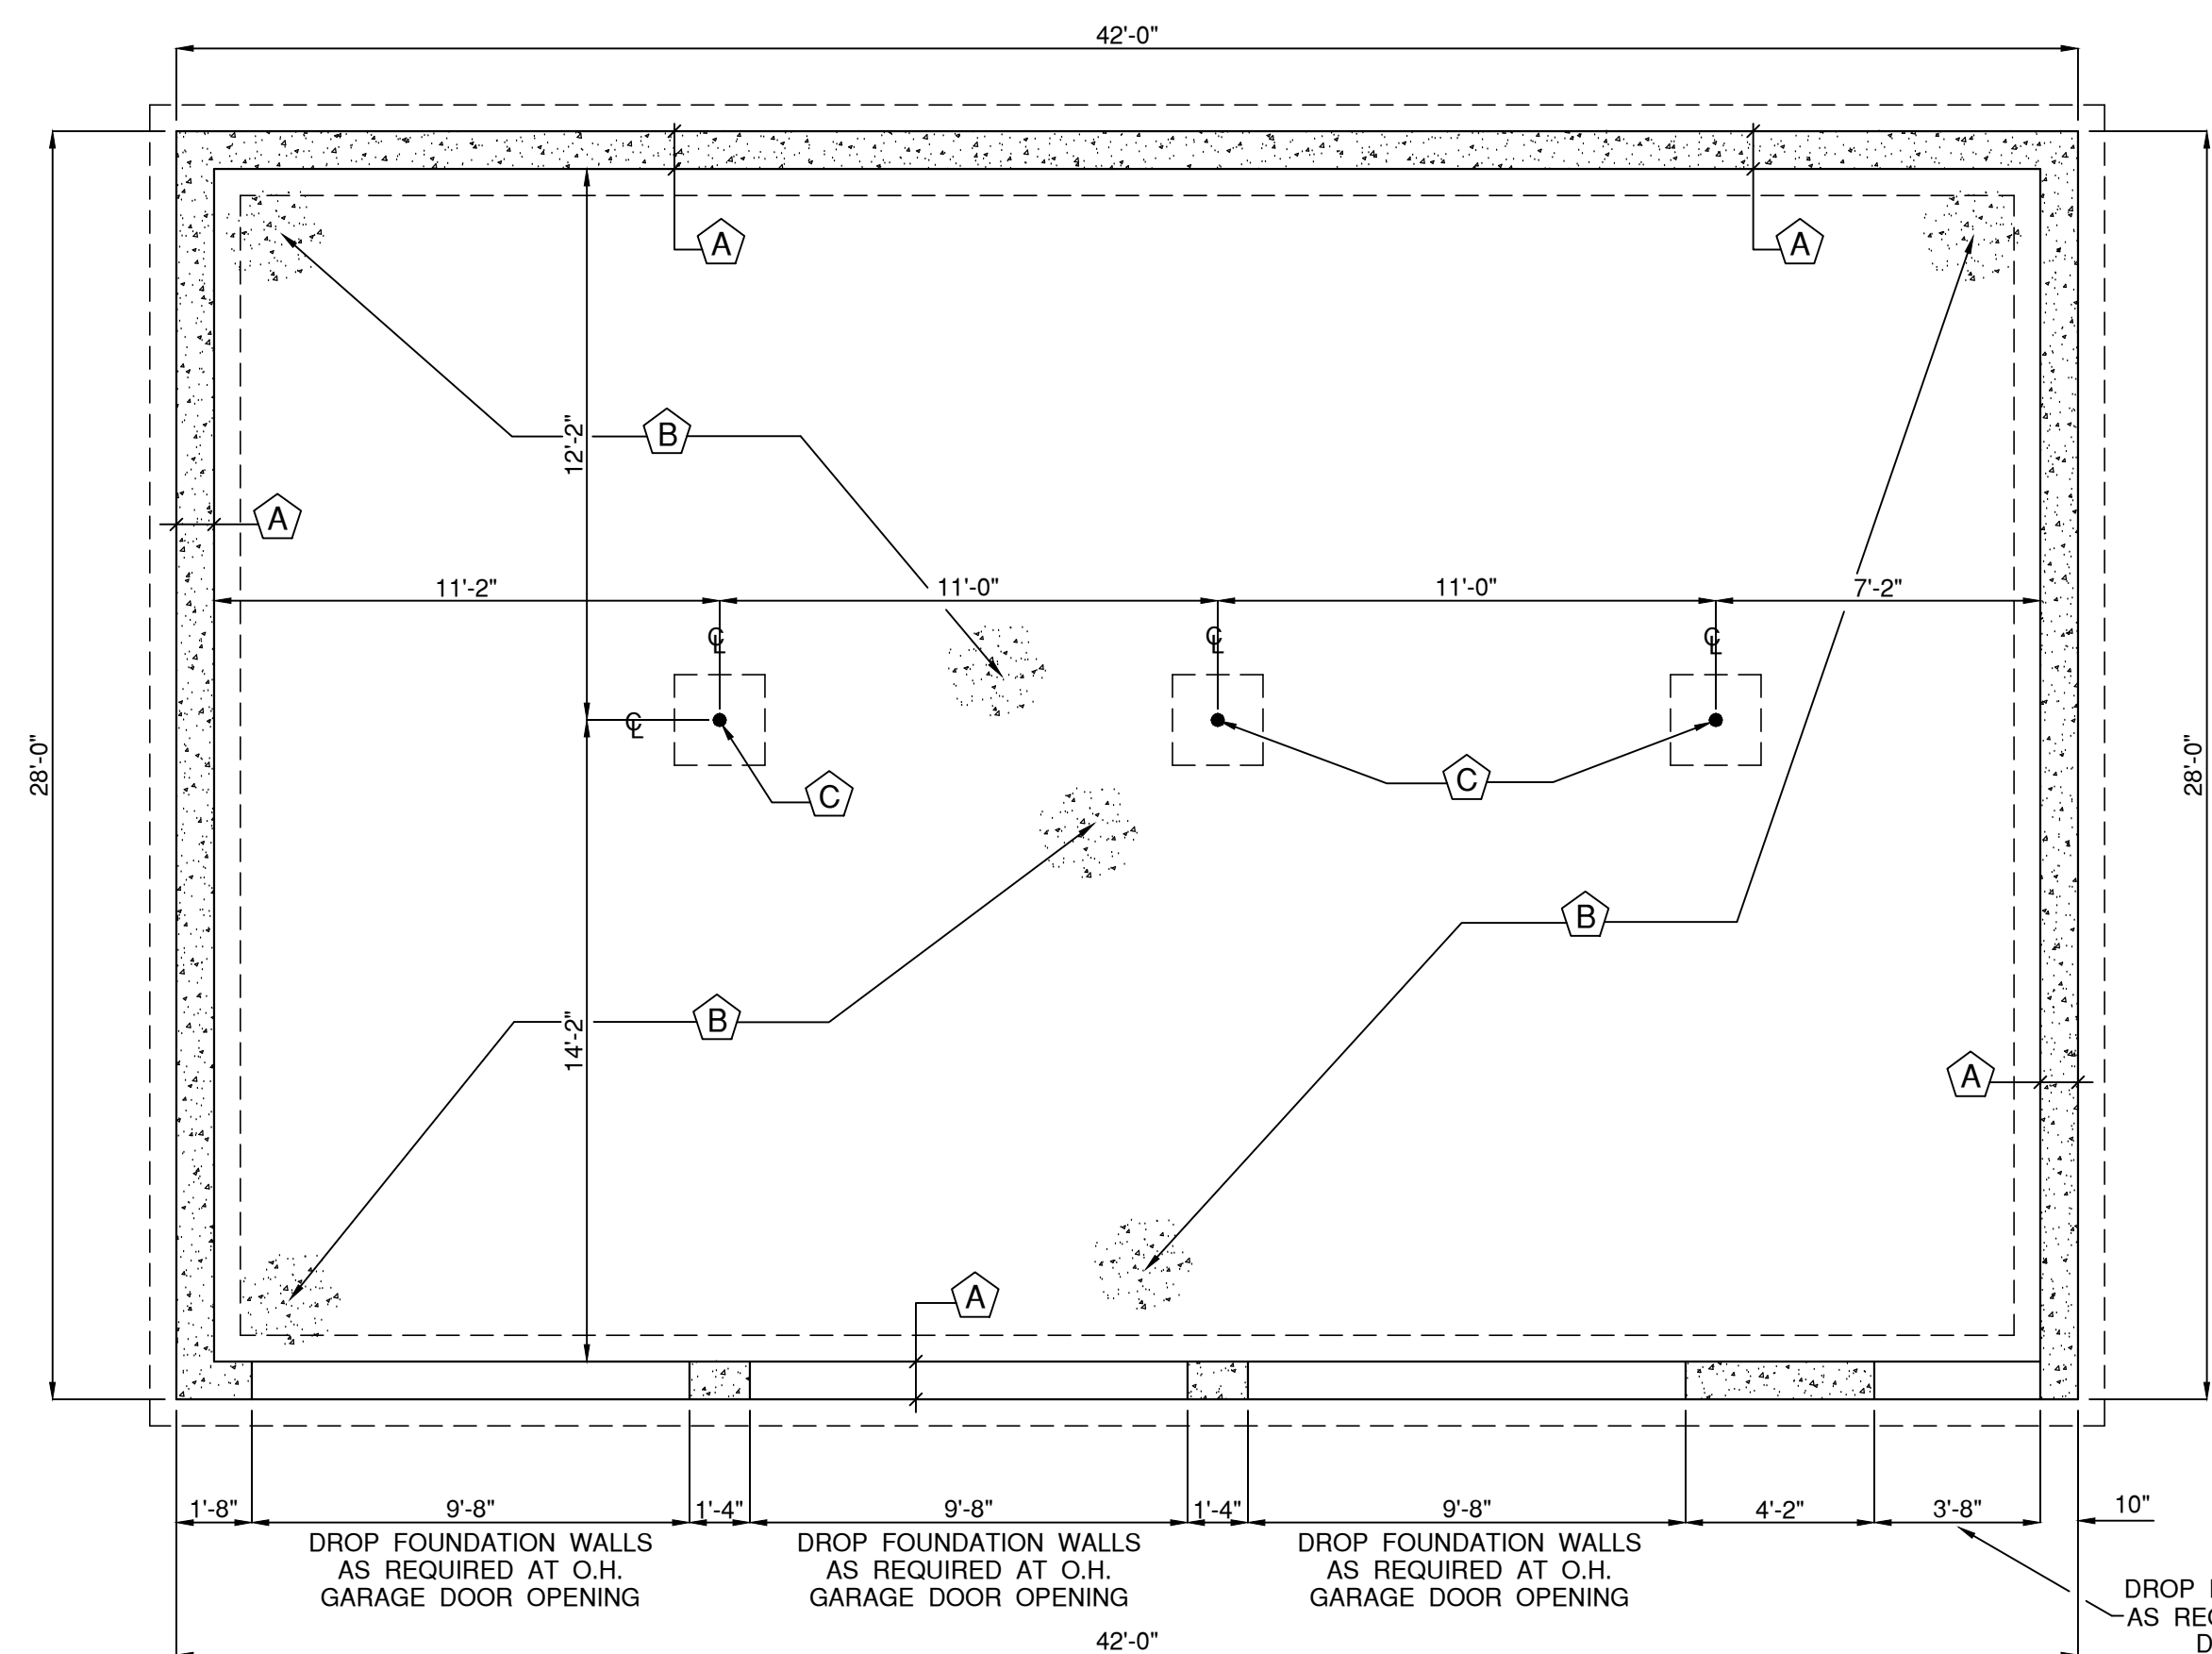 42'-0"
A
A
B
12'-2"
A
11'-2"
11'-0"
11'-0"
7'-2"
℄
℄
℄
℄
28'-0"
28'-0"
C
C
B
B
14'-2"
A
A
1'-8"
9'-8"
1'-4"
9'-8"
1'-4"
9'-8"
4'-2"
3'-8"
10"
DROP FOUNDATION WALLS
AS REQUIRED AT O.H.
GARAGE DOOR OPENING
DROP FOUNDATION WALLS
AS REQUIRED AT O.H.
GARAGE DOOR OPENING
DROP FOUNDATION WALLS
AS REQUIRED AT O.H.
GARAGE DOOR OPENING
DROP
AS
42'-0"